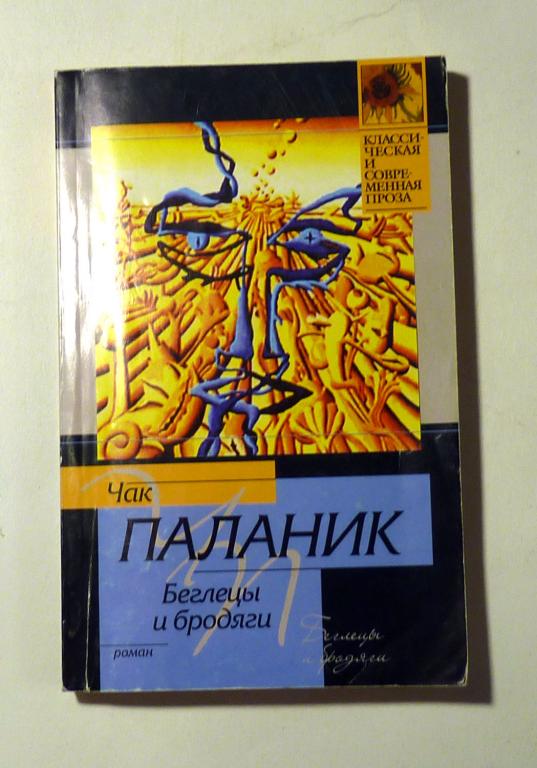 КЛАССИ-
ЧЕСКАЯ
И
СОВРЕ-
МЕННАЯ
ПРОЗА
Чак
ПАЛАНИК
Беглецы
и бродяги
роман
Беглецы
и бродяги